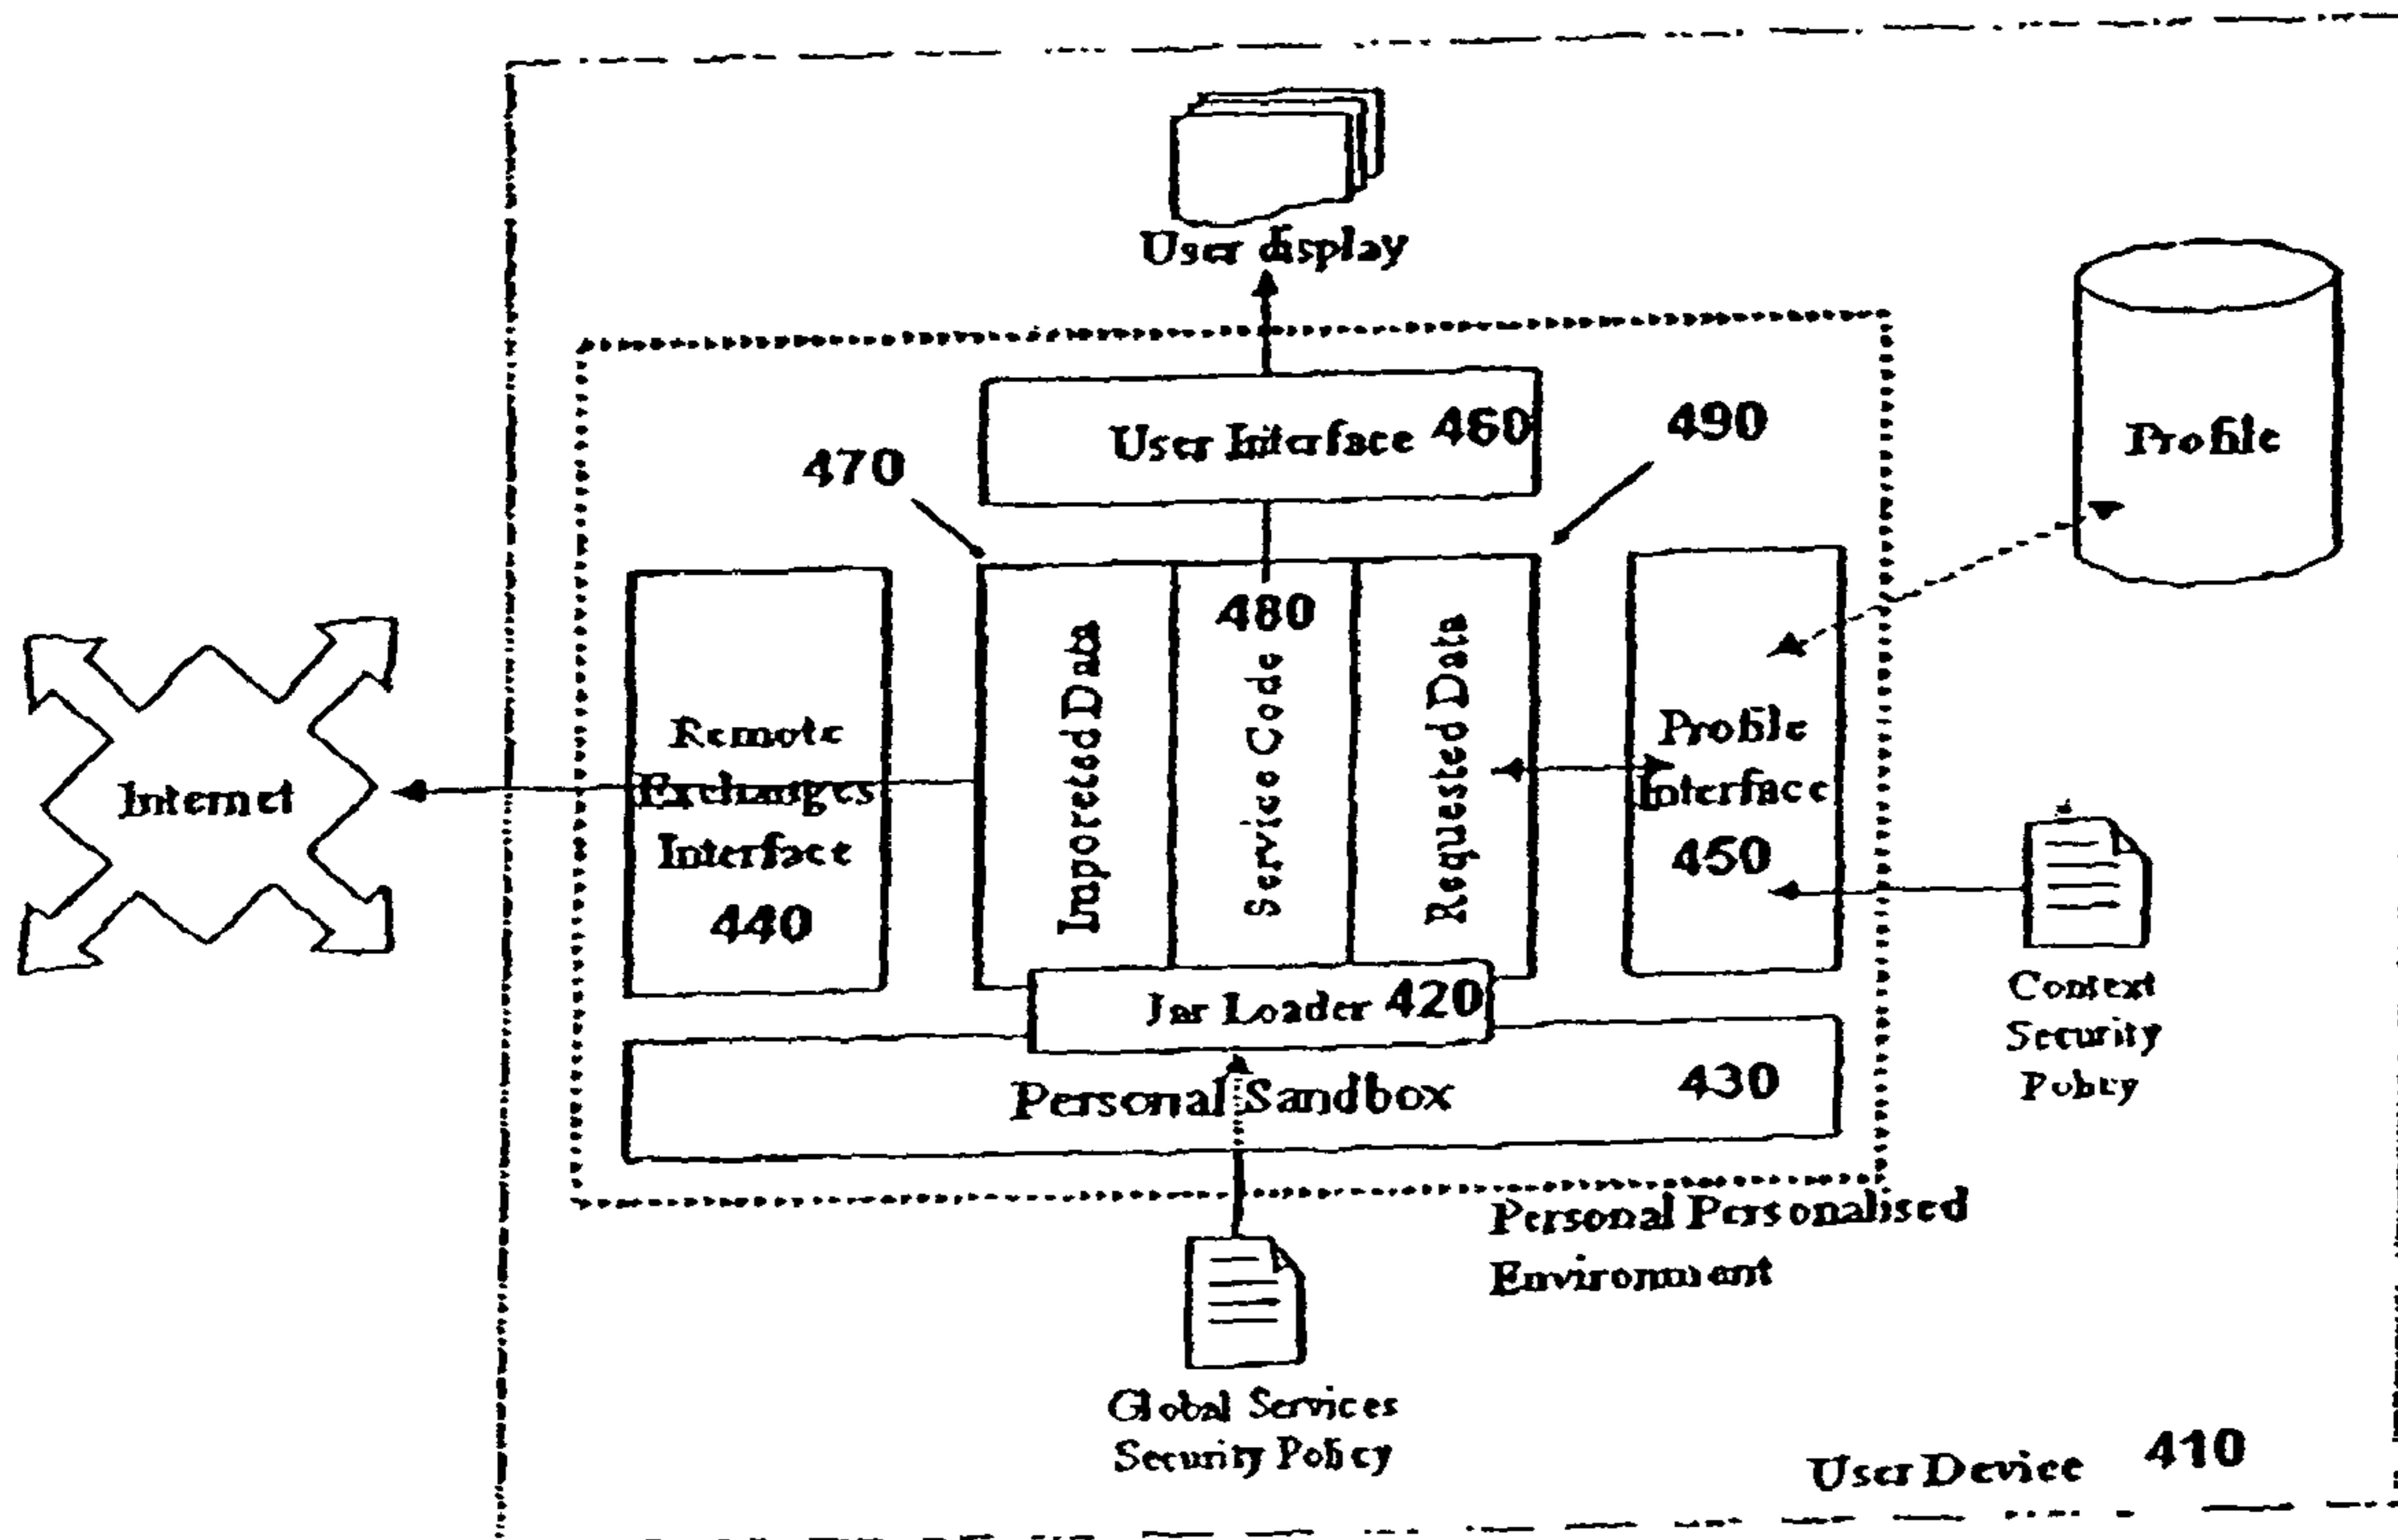 User display
User Interface 460
490
470
Profile
480
Imporeted Data
Service Code
Requested Data
Remote
Exchanges
Interface
440
Profile
Interface
450
Internet
Context
Security
Policy
Jar Loader 420
Personal Sandbox
430
Personal Personalised
Environment
Global Services
Security Policy
User Device 410